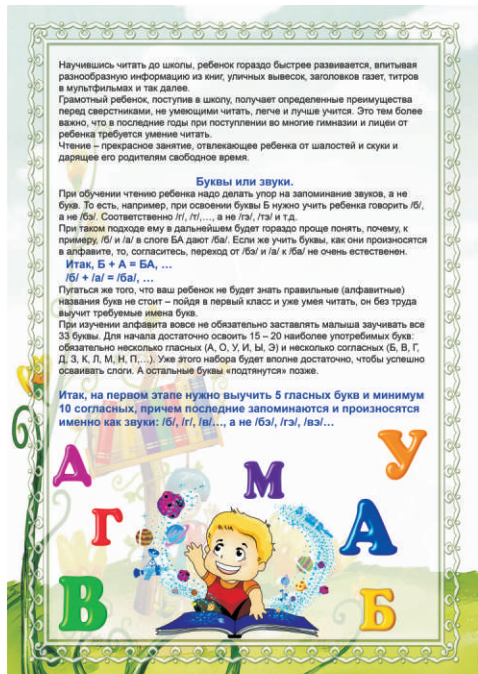 Научившись читать до школы, ребенок гораздо быстрее развивается, впитывая
разнообразную информацию из книг, уличных вывесок, заголовков газет, титров
в мультфильмах и так далее.
Грамотный ребенок, поступив в школу, получает определенные преимущества
перед сверстниками, не умеющими читать, легче и лучше учится. Это тем более
важно, что в последние годы при поступлении во многие гимназии и лицеи от
ребенка требуется умение читать.
Чтение – прекрасное занятие, отвлекающее ребенка от шалостей и скуки и
дарящее его родителям свободное время.
Буквы или звуки.
При обучении чтению ребенка надо делать упор на запоминание звуков, а не
букв. То есть, например, при освоении буквы Б нужно учить ребенка говорить /б/,
а не /бэ/. Соответственно /г/, /т/,…, а не /гэ/, /тэ/ и т.д.
При таком подходе ему в дальнейшем будет гораздо проще понять, почему, к
примеру, /б/ и /а/ в слоге БА дают /ба/. Если же учить буквы, как они произносятся
в алфавите, то, согласитесь, переход от /бэ/ и /а/ к /ба/ не очень естественен.
Итак, Б + А = БА, …
/б/ + /а/ = /ба/, …
Пугаться же того, что ваш ребенок не будет знать правильные (алфавитные)
названия букв не стоит – пойдя в первый класс и уже умея читать, он без труда
выучит требуемые имена букв.
При изучении алфавита вовсе не обязательно заставлять малыша заучивать все
33 буквы. Для начала достаточно освоить 15 – 20 наиболее употребимых букв:
обязательно несколько гласных (А, О, У, И, Ы, Э) и несколько согласных (Б, В, Г,
Д, З, К, Л, М, Н, П,…). Уже этого набора будет вполне достаточно, чтобы успешно
осваивать слоги. А остальные буквы «подтянутся» позже.
Итак, на первом этапе нужно выучить 5 гласных букв и минимум
10 согласных, причем последние запоминаются и произносятся
именно как звуки: /б/, /г/, /в/…, а не /бэ/, /гэ/, /вэ/…
Д М У
Г А
В Б